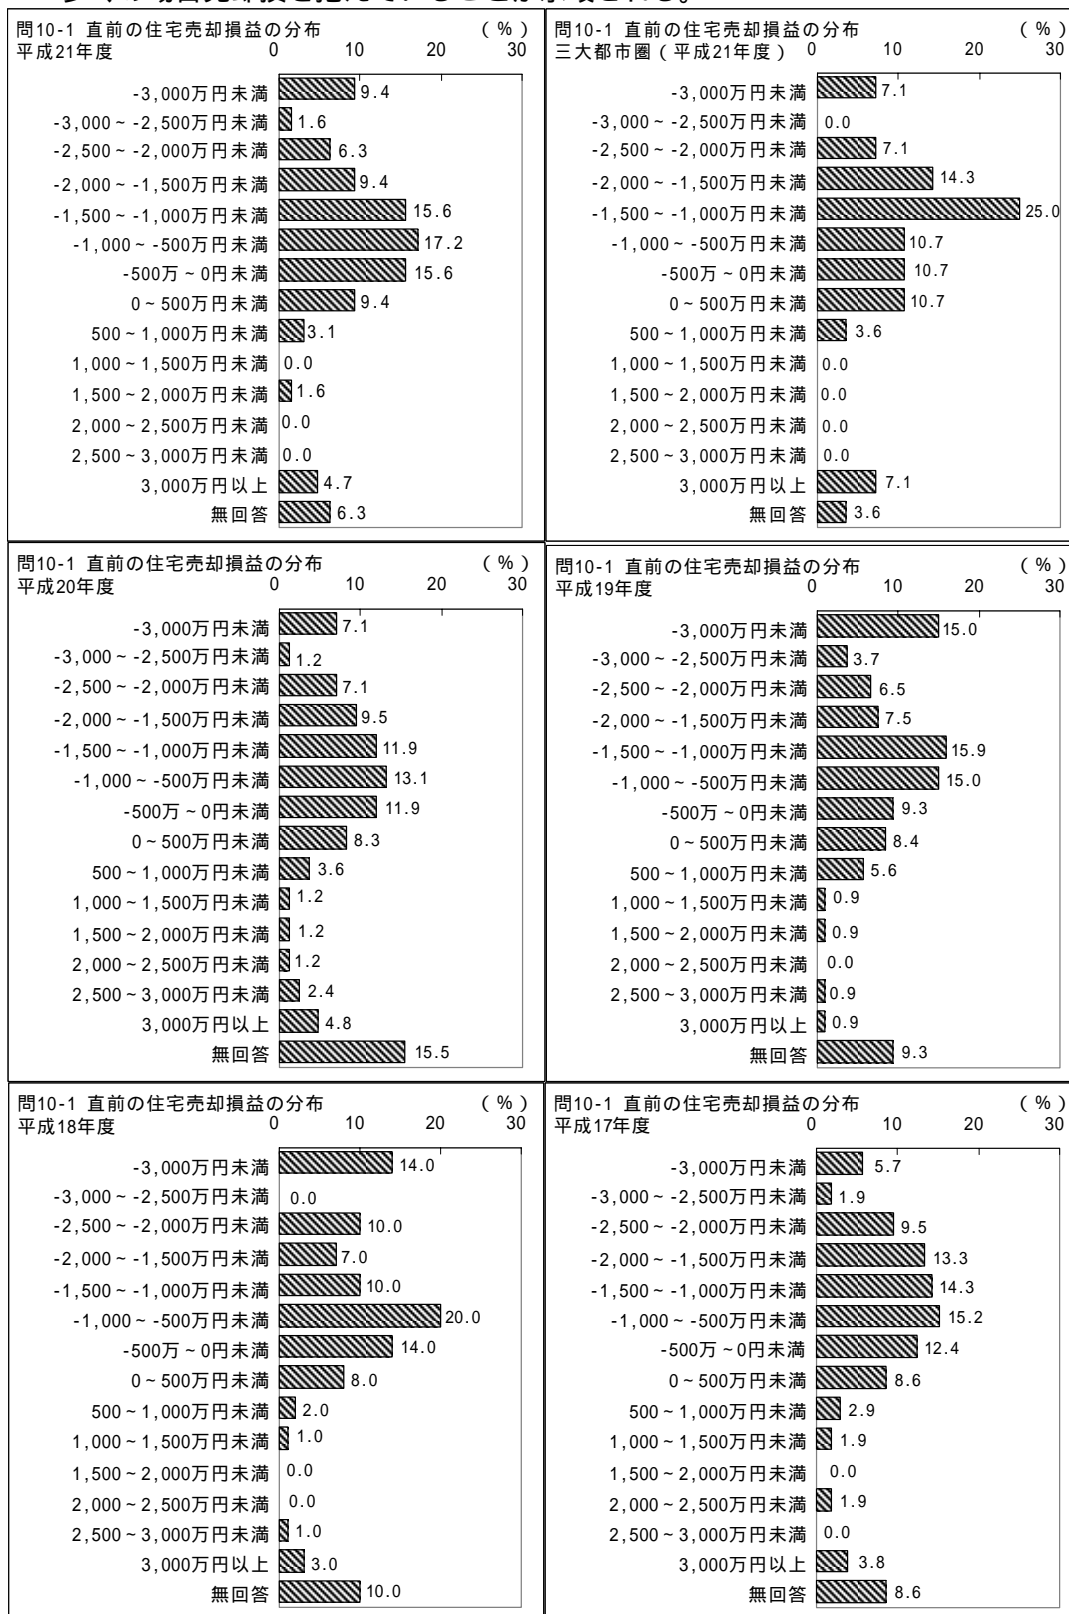 問10-1 直前の住宅売却損益の分布 (%)
平成21年度 0 10 20 30
-3,000万円未満 9.4
-3,000~-2,500万円未満 1.6
-2,500~-2,000万円未満 6.3
-2,000~-1,500万円未満 9.4
-1,500~-1,000万円未満 15.6
-1,000~-500万円未満 17.2
-500万~0円未満 15.6
0~500万円未満 9.4
500~1,000万円未満 3.1
1,000~1,500万円未満 0.0
1,500~2,000万円未満 1.6
2,000~2,500万円未満 0.0
2,500~3,000万円未満 0.0
3,000万円以上 4.7
無回答 6.3
問10-1 直前の住宅売却損益の分布 (%)
三大都市圏(平成21年度) 0 10 20 30
-3,000万円未満 7.1
-3,000~-2,500万円未満 0.0
-2,500~-2,000万円未満 7.1
-2,000~-1,500万円未満 14.3
-1,500~-1,000万円未満 25.0
-1,000~-500万円未満 10.7
-500万~0円未満 10.7
0~500万円未満 10.7
500~1,000万円未満 3.6
1,000~1,500万円未満 0.0
1,500~2,000万円未満 0.0
2,000~2,500万円未満 0.0
2,500~3,000万円未満 0.0
3,000万円以上 7.1
無回答 3.6
問10-1 直前の住宅売却損益の分布 (%)
平成20年度 0 10 20 30
-3,000万円未満 7.1
-3,000~-2,500万円未満 1.2
-2,500~-2,000万円未満 7.1
-2,000~-1,500万円未満 9.5
-1,500~-1,000万円未満 11.9
-1,000~-500万円未満 13.1
-500万~0円未満 11.9
0~500万円未満 8.3
500~1,000万円未満 3.6
1,000~1,500万円未満 1.2
1,500~2,000万円未満 1.2
2,000~2,500万円未満 1.2
2,500~3,000万円未満 2.4
3,000万円以上 4.8
無回答 15.5
問10-1 直前の住宅売却損益の分布 (%)
平成19年度 0 10 20 30
-3,000万円未満 15.0
-3,000~-2,500万円未満 3.7
-2,500~-2,000万円未満 6.5
-2,000~-1,500万円未満 7.5
-1,500~-1,000万円未満 15.9
-1,000~-500万円未満 15.0
-500万~0円未満 9.3
0~500万円未満 8.4
500~1,000万円未満 5.6
1,000~1,500万円未満 0.9
1,500~2,000万円未満 0.9
2,000~2,500万円未満 0.0
2,500~3,000万円未満 0.9
3,000万円以上 0.9
無回答 9.3
問10-1 直前の住宅売却損益の分布 (%)
平成18年度 0 10 20 30
-3,000万円未満 14.0
-3,000~-2,500万円未満 0.0
-2,500~-2,000万円未満 10.0
-2,000~-1,500万円未満 7.0
-1,500~-1,000万円未満 10.0
-1,000~-500万円未満 20.0
-500万~0円未満 14.0
0~500万円未満 8.0
500~1,000万円未満 2.0
1,000~1,500万円未満 1.0
1,500~2,000万円未満 0.0
2,000~2,500万円未満 0.0
2,500~3,000万円未満 1.0
3,000万円以上 3.0
無回答 10.0
問10-1 直前の住宅売却損益の分布 (%)
平成17年度 0 10 20 30
-3,000万円未満 5.7
-3,000~-2,500万円未満 1.9
-2,500~-2,000万円未満 9.5
-2,000~-1,500万円未満 13.3
-1,500~-1,000万円未満 14.3
-1,000~-500万円未満 15.2
-500万~0円未満 12.4
0~500万円未満 8.6
500~1,000万円未満 2.9
1,000~1,500万円未満 1.9
1,500~2,000万円未満 0.0
2,000~2,500万円未満 1.9
2,500~3,000万円未満 0.0
3,000万円以上 3.8
無回答 8.6